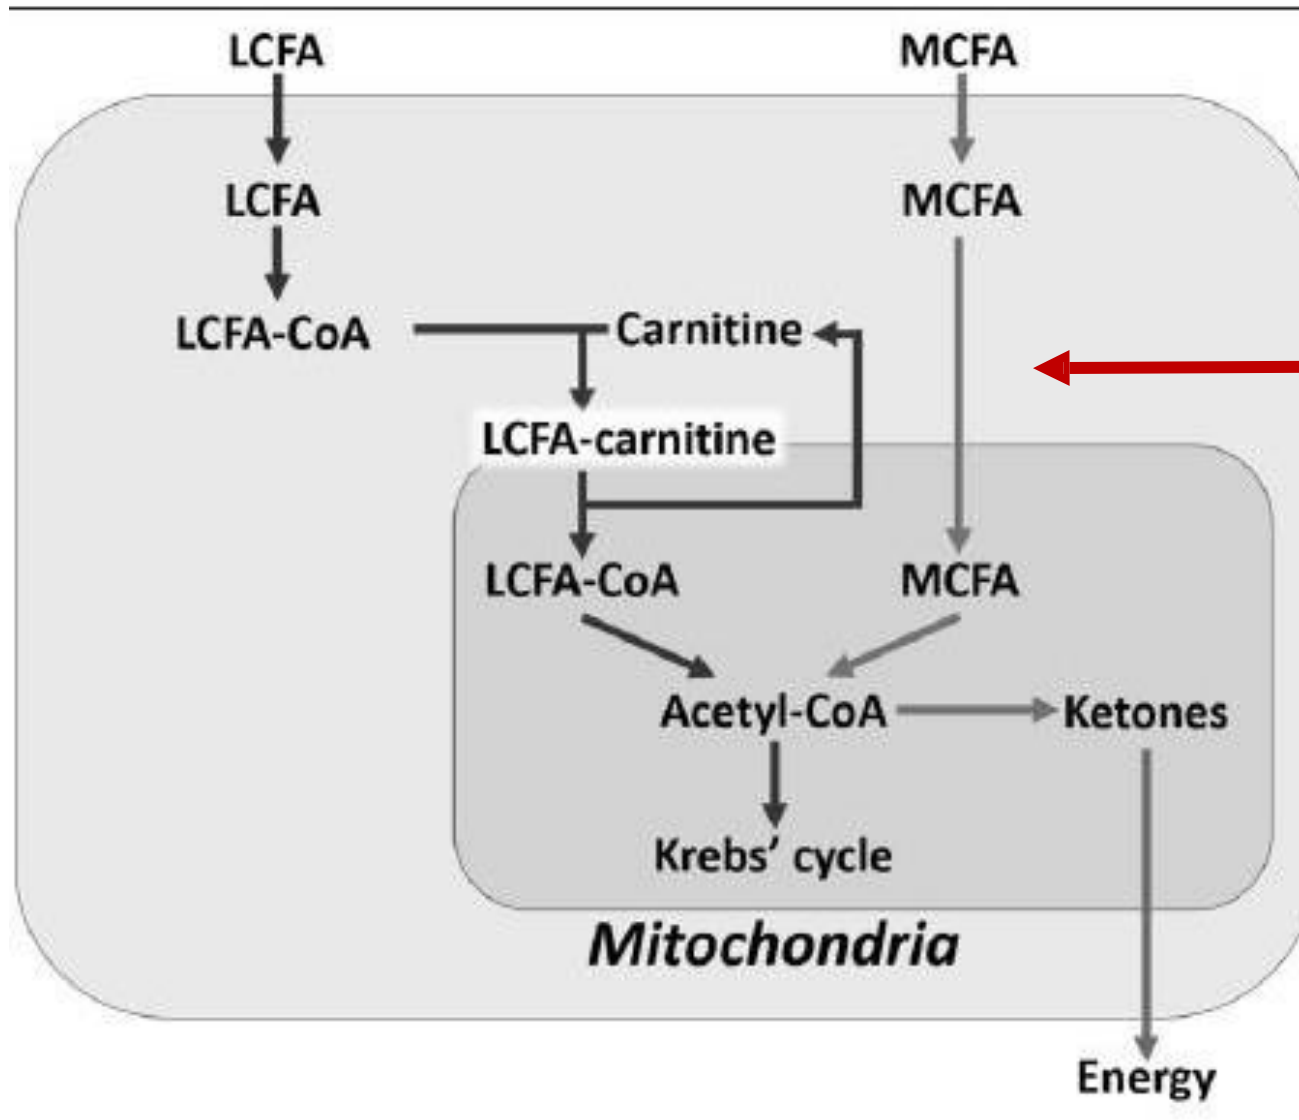 LCFA
MCFA
LCFA
MCFA
LCFA-CoA
Carnitine
LCFA-carnitine
LCFA-CoA
MCFA
Acetyl-CoA
Ketones
Krebs’ cycle
Mitochondria
Energy